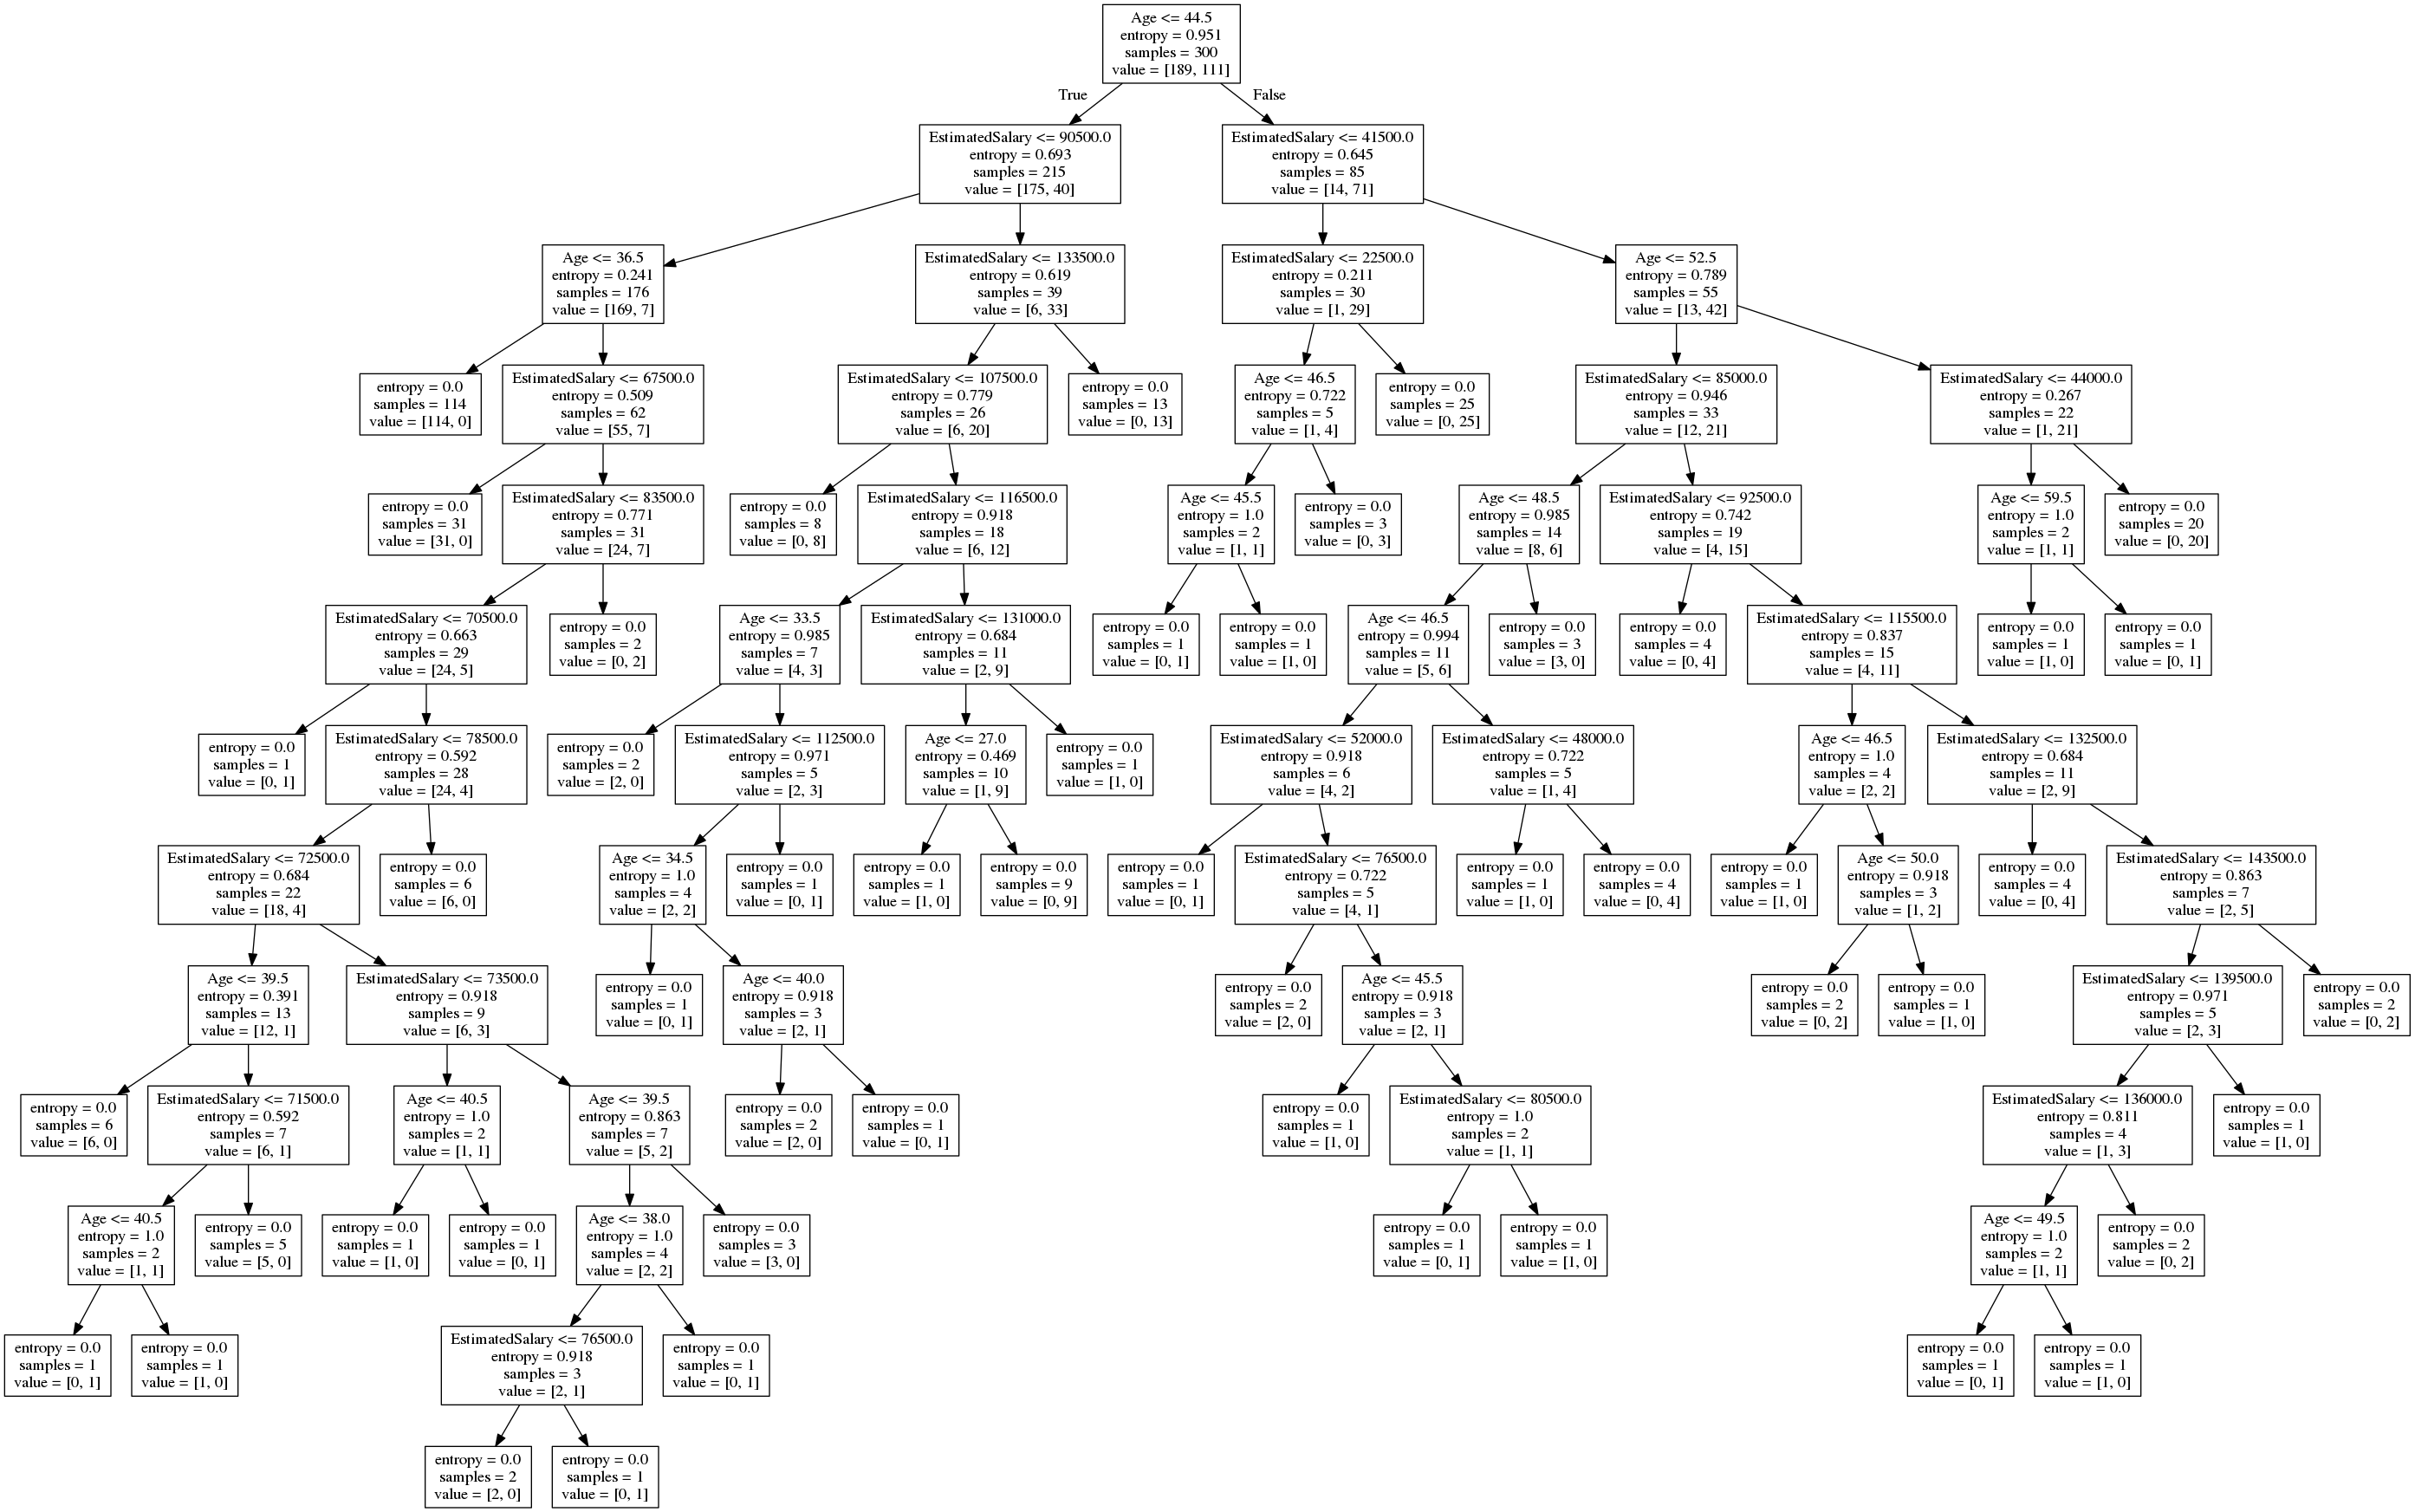 Age <= 44.5
entropy = 0.951
samples = 300
value = [189, 111]
True
False
EstimatedSalary <= 90500.0
entropy = 0.693
samples = 215
value = [175, 40]
EstimatedSalary <= 41500.0
entropy = 0.645
samples = 85
value = [14, 71]
Age <= 36.5
entropy = 0.241
samples = 176
value = [169, 7]
EstimatedSalary <= 133500.0
entropy = 0.619
samples = 39
value = [6, 33]
EstimatedSalary <= 22500.0
entropy = 0.211
samples = 30
value = [1, 29]
Age <= 52.5
entropy = 0.789
samples = 55
value = [13, 42]
entropy = 0.0
samples = 114
value = [114, 0]
EstimatedSalary <= 67500.0
entropy = 0.509
samples = 62
value = [55, 7]
EstimatedSalary <= 107500.0
entropy = 0.779
samples = 26
value = [6, 20]
entropy = 0.0
samples = 13
value = [0, 13]
Age <= 46.5
entropy = 0.722
samples = 5
value = [1, 4]
entropy = 0.0
samples = 25
value = [0, 25]
EstimatedSalary <= 85000.0
entropy = 0.946
samples = 33
value = [12, 21]
EstimatedSalary <= 44000.0
entropy = 0.267
samples = 22
value = [1, 21]
entropy = 0.0
samples = 31
value = [31, 0]
EstimatedSalary <= 83500.0
entropy = 0.771
samples = 31
value = [24, 7]
entropy = 0.0
samples = 8
value = [0, 8]
EstimatedSalary <= 116500.0
entropy = 0.918
samples = 18
value = [6, 12]
Age <= 45.5
entropy = 1.0
samples = 2
value = [1, 1]
entropy = 0.0
samples = 3
value = [0, 3]
Age <= 48.5
entropy = 0.985
samples = 14
value = [8, 6]
EstimatedSalary <= 92500.0
entropy = 0.742
samples = 19
value = [4, 15]
Age <= 59.5
entropy = 1.0
samples = 2
value = [1, 1]
entropy = 0.0
samples = 20
value = [0, 20]
EstimatedSalary <= 70500.0
entropy = 0.663
samples = 29
value = [24, 5]
entropy = 0.0
samples = 2
value = [0, 2]
Age <= 33.5
entropy = 0.985
samples = 7
value = [4, 3]
EstimatedSalary <= 131000.0
entropy = 0.684
samples = 11
value = [2, 9]
entropy = 0.0
samples = 1
value = [0, 1]
entropy = 0.0
samples = 1
value = [1, 0]
Age <= 46.5
entropy = 0.994
samples = 11
value = [5, 6]
entropy = 0.0
samples = 3
value = [3, 0]
entropy = 0.0
samples = 4
value = [0, 4]
EstimatedSalary <= 115500.0
entropy = 0.837
samples = 15
value = [4, 11]
entropy = 0.0
samples = 1
value = [1, 0]
entropy = 0.0
samples = 1
value = [0, 1]
entropy = 0.0
samples = 1
value = [0, 1]
EstimatedSalary <= 78500.0
entropy = 0.592
samples = 28
value = [24, 4]
entropy = 0.0
samples = 2
value = [2, 0]
EstimatedSalary <= 112500.0
entropy = 0.971
samples = 5
value = [2, 3]
Age <= 27.0
entropy = 0.469
samples = 10
value = [1, 9]
entropy = 0.0
samples = 1
value = [1, 0]
EstimatedSalary <= 52000.0
entropy = 0.918
samples = 6
value = [4, 2]
EstimatedSalary <= 48000.0
entropy = 0.722
samples = 5
value = [1, 4]
Age <= 46.5
entropy = 1.0
samples = 4
value = [2, 2]
EstimatedSalary <= 132500.0
entropy = 0.684
samples = 11
value = [2, 9]
EstimatedSalary <= 72500.0
entropy = 0.684
samples = 22
value = [18, 4]
entropy = 0.0
samples = 6
value = [6, 0]
Age <= 34.5
entropy = 1.0
samples = 4
value = [2, 2]
entropy = 0.0
samples = 1
value = [0, 1]
entropy = 0.0
samples = 1
value = [1, 0]
entropy = 0.0
samples = 9
value = [0, 9]
entropy = 0.0
samples = 1
value = [0, 1]
EstimatedSalary <= 76500.0
entropy = 0.722
samples = 5
value = [4, 1]
entropy = 0.0
samples = 1
value = [1, 0]
entropy = 0.0
samples = 4
value = [0, 4]
entropy = 0.0
samples = 1
value = [1, 0]
Age <= 50.0
entropy = 0.918
samples = 3
value = [1, 2]
entropy = 0.0
samples = 4
value = [0, 4]
EstimatedSalary <= 143500.0
entropy = 0.863
samples = 7
value = [2, 5]
Age <= 39.5
entropy = 0.391
samples = 13
value = [12, 1]
EstimatedSalary <= 73500.0
entropy = 0.918
samples = 9
value = [6, 3]
entropy = 0.0
samples = 1
value = [0, 1]
Age <= 40.0
entropy = 0.918
samples = 3
value = [2, 1]
entropy = 0.0
samples = 2
value = [2, 0]
Age <= 45.5
entropy = 0.918
samples = 3
value = [2, 1]
entropy = 0.0
samples = 2
value = [0, 2]
entropy = 0.0
samples = 1
value = [1, 0]
EstimatedSalary <= 139500.0
entropy = 0.971
samples = 5
value = [2, 3]
entropy = 0.0
samples = 2
value = [0, 2]
entropy = 0.0
samples = 6
value = [6, 0]
EstimatedSalary <= 71500.0
entropy = 0.592
samples = 7
value = [6, 1]
Age <= 40.5
entropy = 1.0
samples = 2
value = [1, 1]
Age <= 39.5
entropy = 0.863
samples = 7
value = [5, 2]
entropy = 0.0
samples = 2
value = [2, 0]
entropy = 0.0
samples = 1
value = [0, 1]
entropy = 0.0
samples = 1
value = [1, 0]
EstimatedSalary <= 80500.0
entropy = 1.0
samples = 2
value = [1, 1]
EstimatedSalary <= 136000.0
entropy = 0.811
samples = 4
value = [1, 3]
entropy = 0.0
samples = 1
value = [1, 0]
Age <= 40.5
entropy = 1.0
samples = 2
value = [1, 1]
entropy = 0.0
samples = 5
value = [5, 0]
entropy = 0.0
samples = 1
value = [1, 0]
entropy = 0.0
samples = 1
value = [0, 1]
Age <= 38.0
entropy = 1.0
samples = 4
value = [2, 2]
entropy = 0.0
samples = 3
value = [3, 0]
entropy = 0.0
samples = 1
value = [0, 1]
entropy = 0.0
samples = 1
value = [1, 0]
Age <= 49.5
entropy = 1.0
samples = 2
value = [1, 1]
entropy = 0.0
samples = 2
value = [0, 2]
entropy = 0.0
samples = 1
value = [0, 1]
entropy = 0.0
samples = 1
value = [1, 0]
EstimatedSalary <= 76500.0
entropy = 0.918
samples = 3
value = [2, 1]
entropy = 0.0
samples = 1
value = [0, 1]
entropy = 0.0
samples = 1
value = [0, 1]
entropy = 0.0
samples = 1
value = [1, 0]
entropy = 0.0
samples = 2
value = [2, 0]
entropy = 0.0
samples = 1
value = [0, 1]